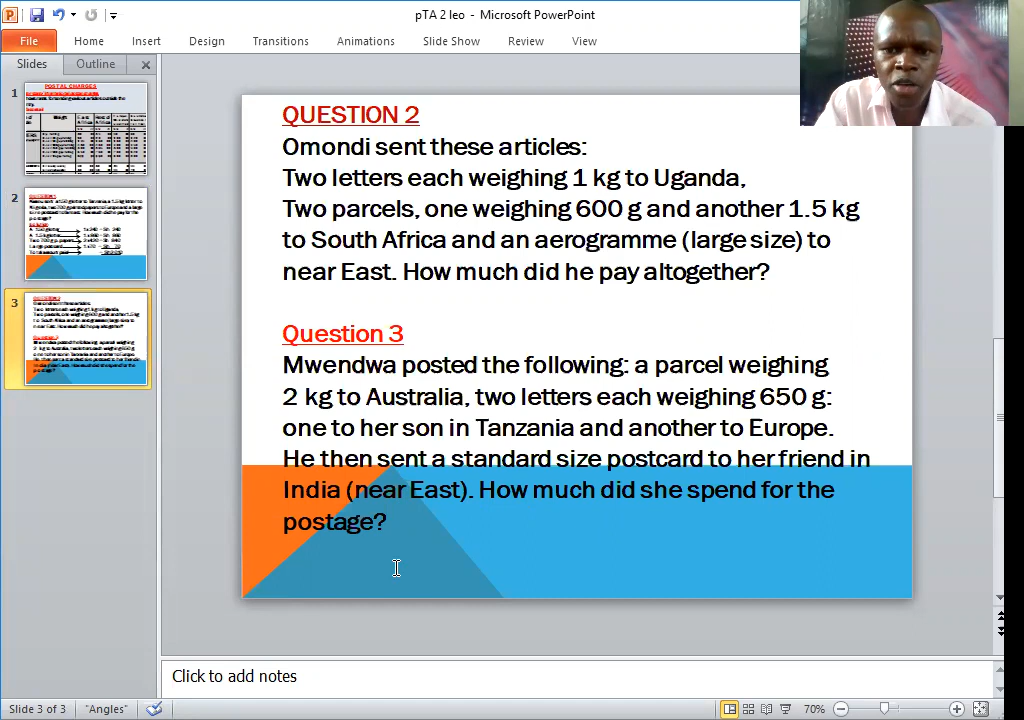 pTA 2 leo - Microsoft PowerPoint
File Home Insert Design Transitions Animations Slide Show Review View
Slides Outline
1
POSTAL CHARGES
2
3
QUESTION 2
Omondi sent these articles:
Two letters each weighing 1 kg to Uganda,
Two parcels, one weighing 600 g and another 1.5 kg
to South Africa and an aerogramme (large size) to
near East. How much did he pay altogether?
Question 3
Mwendwa posted the following: a parcel weighing
2 kg to Australia, two letters each weighing 650 g:
one to her son in Tanzania and another to Europe.
He then sent a standard size postcard to her friend in
India (near East). How much did she spend for the
postage?
Click to add notes
Slide 3 of 3 "Angles" 70%